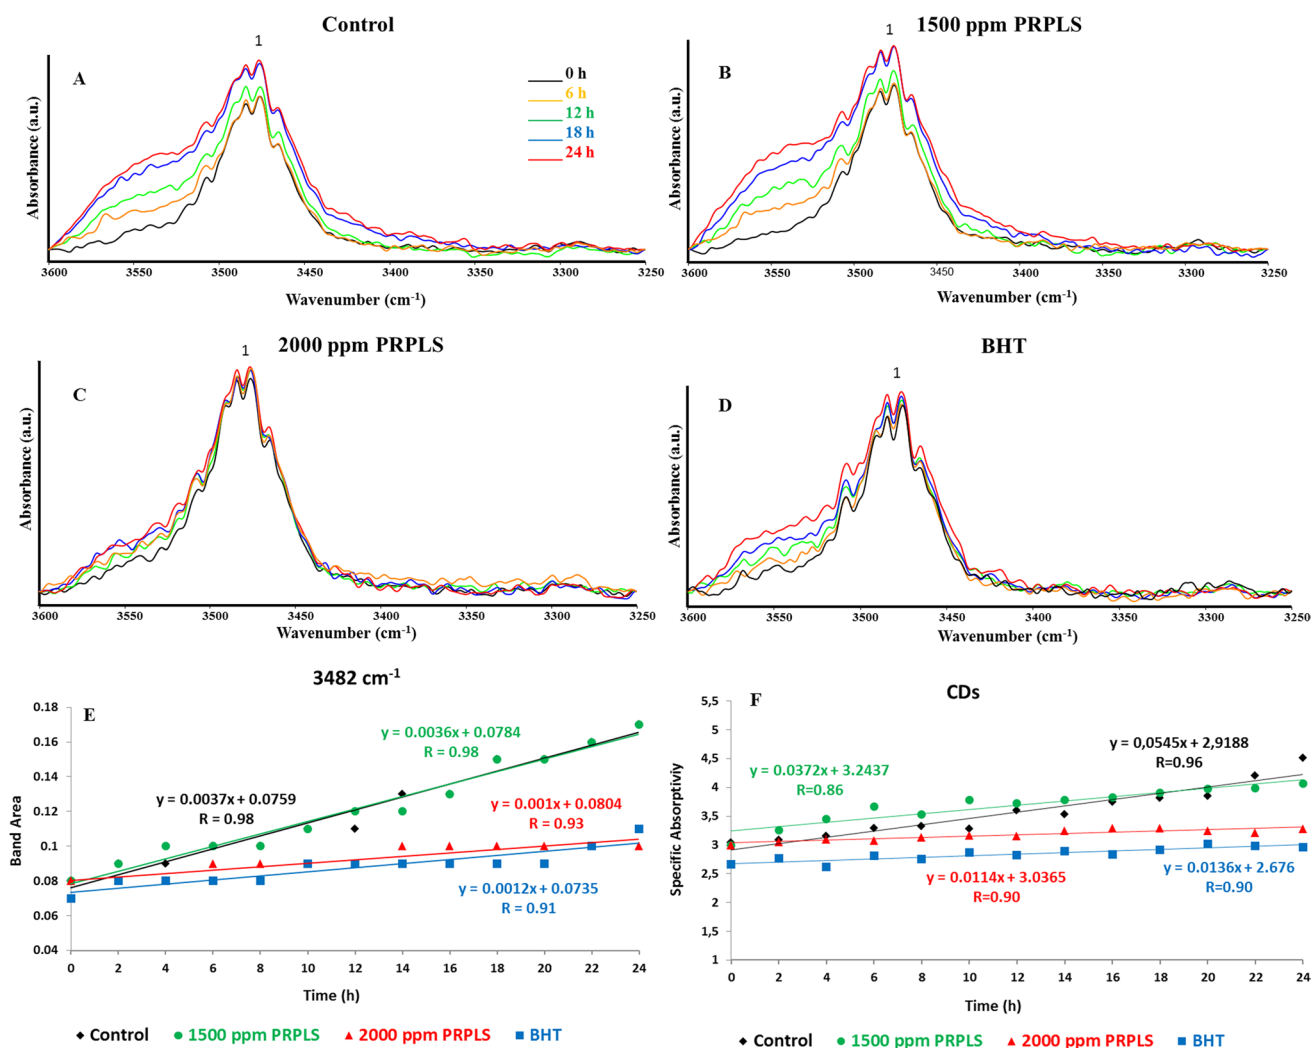 Control
1
A
0 h
6 h
12 h
18 h
24 h
Absorbance (a.u.)
3600 3550 3500 3450 3400 3350 3300 3250
Wavenumber (cm-1)
1500 ppm PRPLS
1
B
Absorbance (a.u.)
3600 3550 3500 3450 3400 3350 3300 3250
Wavenumber (cm-1)
2000 ppm PRPLS
1
C
Absorbance (a.u.)
3600 3550 3500 3450 3400 3350 3300 3250
Wavenumber (cm-1)
BHT
1
D
Absorbance (a.u.)
3600 3550 3500 3450 3400 3350 3300 3250
Wavenumber (cm-1)
3482 cm-1
E
0.18
0.16
0.14
0.12
0.1
0.08
0.06
0.04
Band Area
y = 0.0036x + 0.0784
R = 0.98
y = 0.0037x + 0.0759
R = 0.98
y = 0.001x + 0.0804
R = 0.93
y = 0.0012x + 0.0735
R = 0.91
0 2 4 6 8 10 12 14 16 18 20 22 24
Time (h)
Control 1500 ppm PRPLS 2000 ppm PRPLS BHT
CDs
F
5,5
5
4,5
4
3,5
3
2,5
2
1,5
1
Specific Absorptiviy
y = 0,0545x + 2,9188
R=0.96
y = 0.0372x + 3.2437
R=0.86
y = 0.0114x + 3.0365
R=0.90
y = 0.0136x + 2.676
R=0.90
0 2 4 6 8 10 12 14 16 18 20 22 24
Time (h)
Control 1500 ppm PRPLS 2000 ppm PRPLS BHT